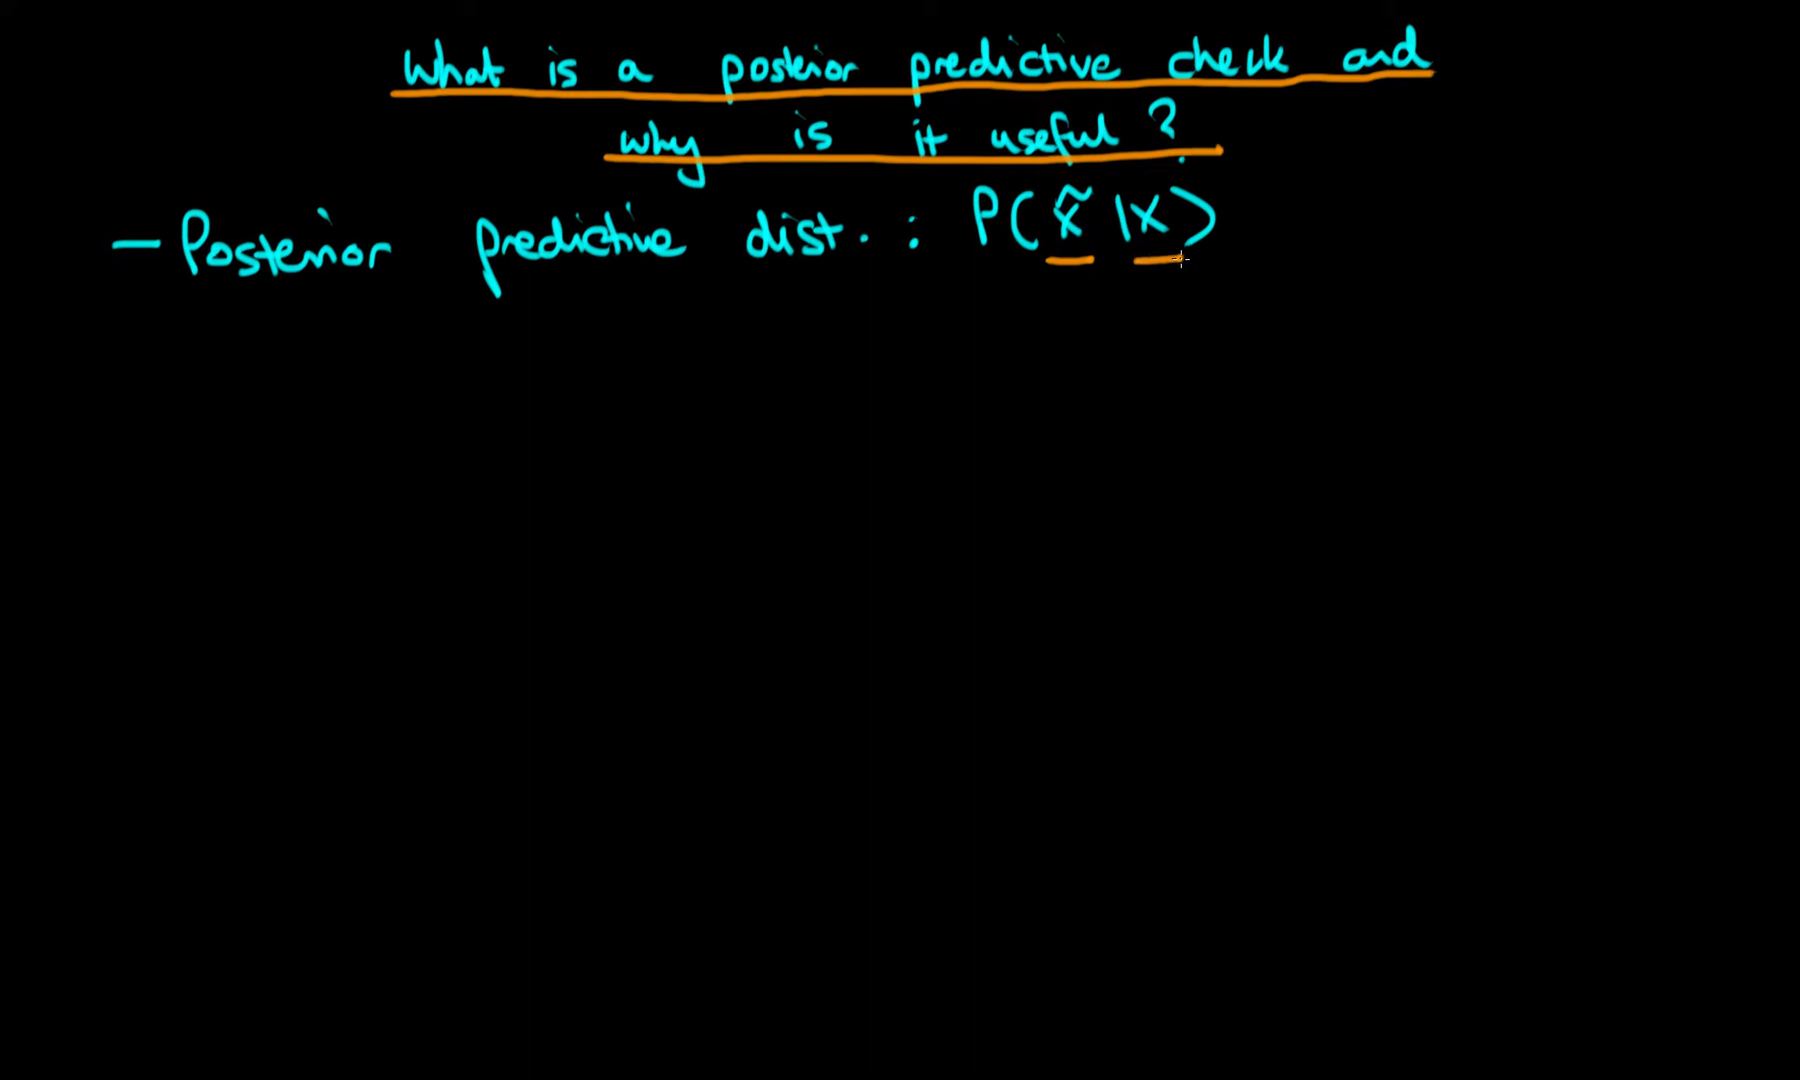 What is a posterior predictive check and
why is it useful?
- Posterior predictive dist. : P(x̃|x)